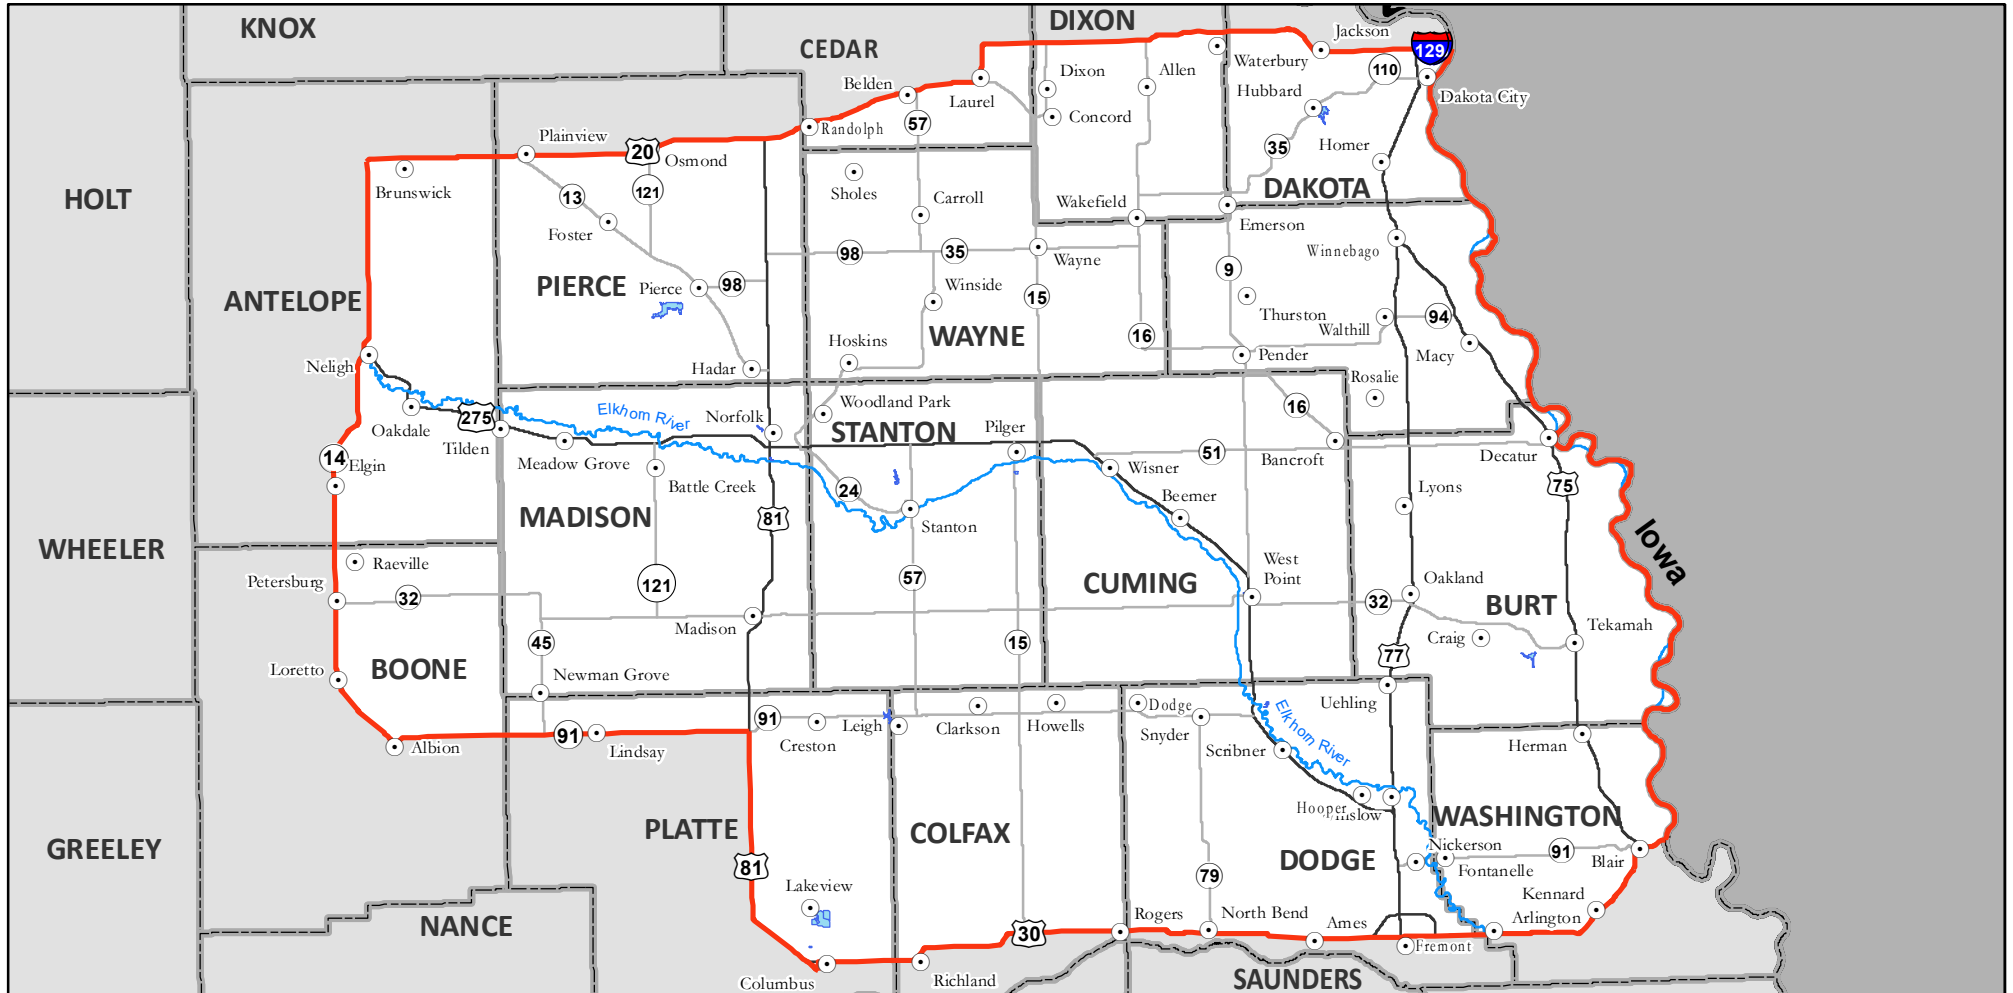 KNOX
DIXON
CEDAR
Jackson
129
Belden
Laurel
Dixon
Allen
Waterbury
110
Hubbard
Dakota City
Concord
57
Randolph
Plainview
20
Osmond
35
Homer
Brunswick
13
121
Sholes
Carroll
Wakefield
DAKOTA
HOLT
Foster
Emerson
98
35
Wayne
Winnebago
9
ANTELOPE
PIERCE
Pierce
98
Winside
15
Thurston
Walthill
94
WAYNE
16
Hoskins
Pender
Macy
Neligh
Hadar
Rosalie
Elkhorn River
Norfolk
Woodland Park
16
275
Oakdale
Tilden
STANTON
Pilger
Meadow Grove
51
Bancroft
Decatur
14
Elgin
Wisner
Battle Creek
24
Beemer
Lyons
75
MADISON
81
Stanton
WHEELER
Iowa
Raeville
West
Point
Petersburg
32
121
57
CUMING
Oakland
32
BURT
Madison
Craig
Tekamah
45
15
77
Loretto
BOONE
Newman Grove
Uehling
91
Leigh
Clarkson
Howells
Dodge
Snyder
Elkhorn River
Albion
91
Lindsay
Creston
Scribner
Herman
PLATTE
COLFAX
Hooper
nslow
WASHINGTON
GREELEY
81
DODGE
Nickerson
91
Blair
Fontanelle
79
Lakeview
Kennard
NANCE
30
Rogers
North Bend
Ames
Arlington
Fremont
Columbus
Richland
SAUNDERS